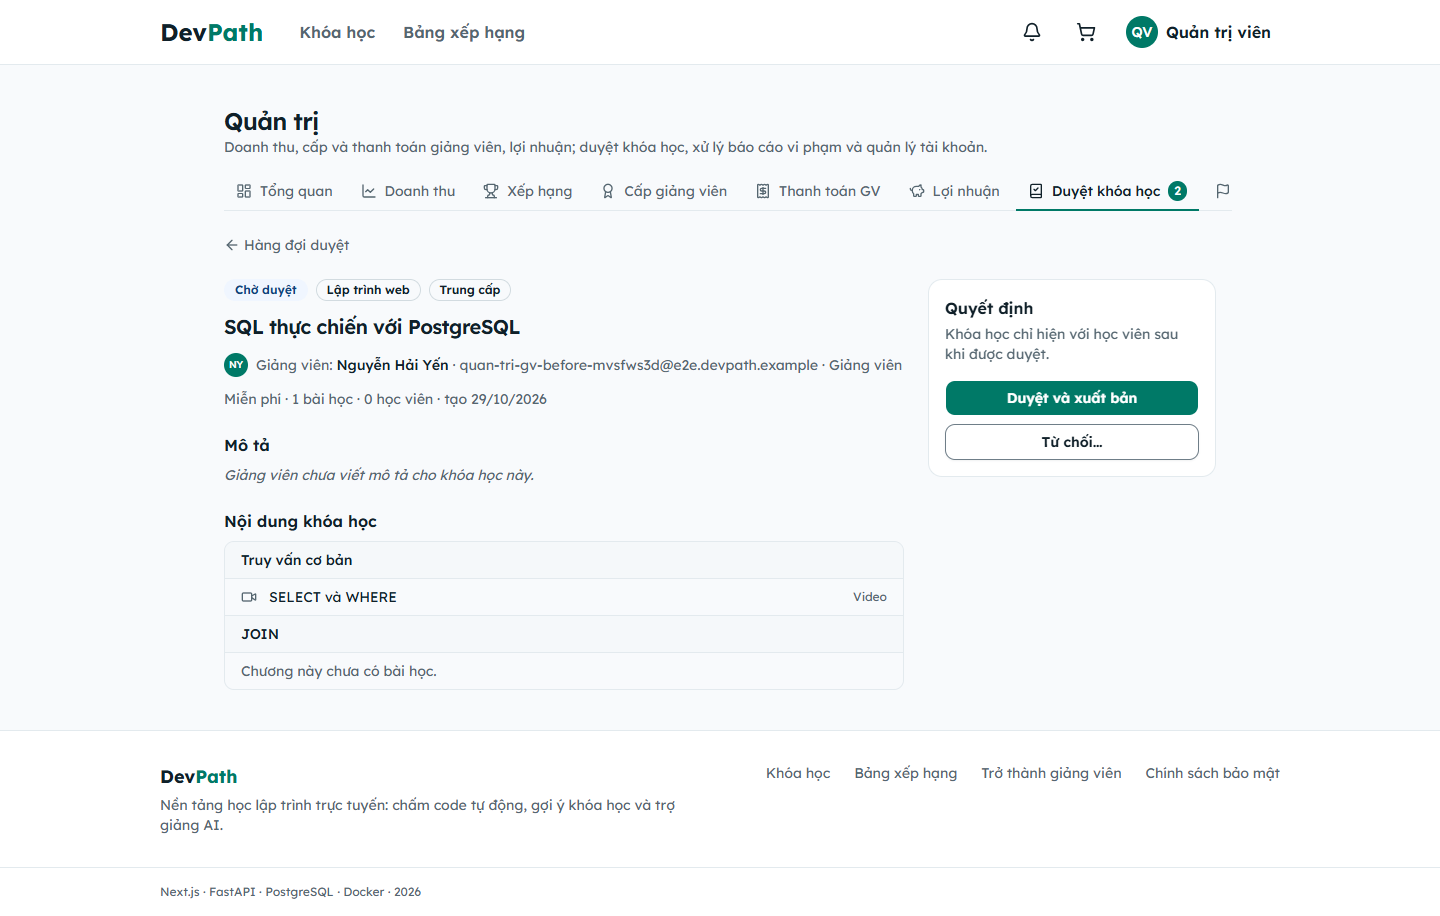 DevPath Khóa học Bảng xếp hạng QV Quản trị viên
Quản trị
Doanh thu, cấp và thanh toán giảng viên, lợi nhuận; duyệt khóa học, xử lý báo cáo vi phạm và quản lý tài khoản.
Tổng quan Doanh thu Xếp hạng Cấp giảng viên Thanh toán GV Lợi nhuận Duyệt khóa học 2
Hàng đợi duyệt
Chờ duyệt Lập trình web Trung cấp
SQL thực chiến với PostgreSQL
NY Giảng viên: Nguyễn Hải Yến · quan-tri-gv-before-mvsfws3d@e2e.devpath.example · Giảng viên
Miễn phí · 1 bài học · 0 học viên · tạo 29/10/2026
Mô tả
Giảng viên chưa viết mô tả cho khóa học này.
Nội dung khóa học
Truy vấn cơ bản
SELECT và WHERE Video
JOIN
Chương này chưa có bài học.
Quyết định
Khóa học chỉ hiện với học viên sau
khi được duyệt.
Duyệt và xuất bản
Từ chối...
DevPath
Nền tảng học lập trình trực tuyến: chấm code tự động, gợi ý khóa học và trợ
giảng AI.
Khóa học Bảng xếp hạng Trở thành giảng viên Chính sách bảo mật
Next.js · FastAPI · PostgreSQL · Docker · 2026